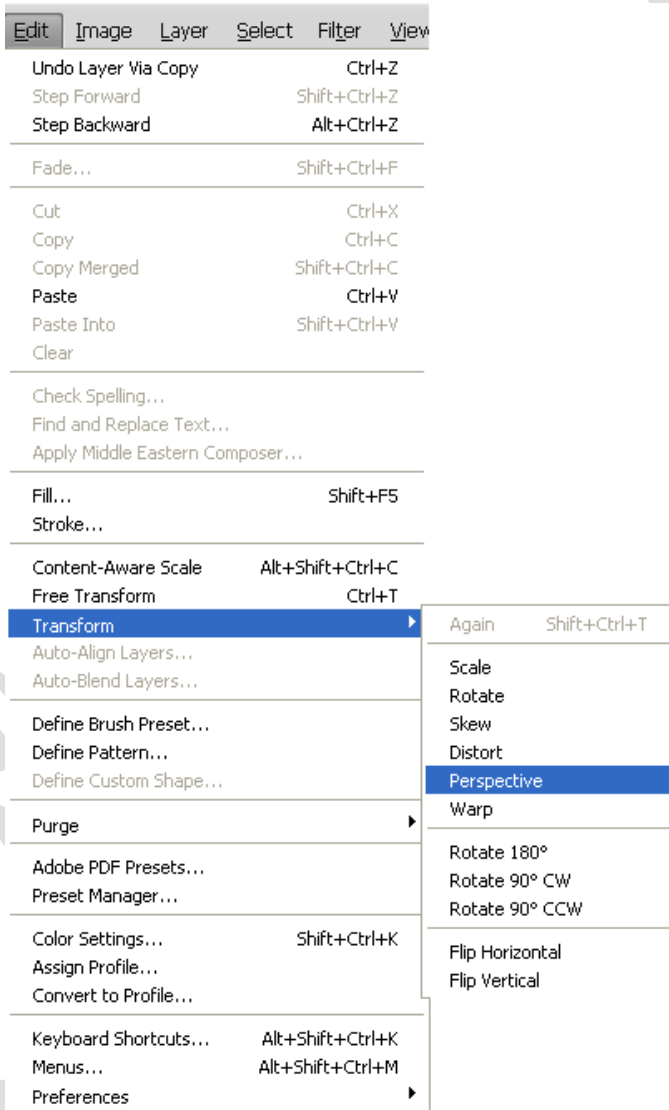 Edit Image Layer Select Filter View
Undo Layer Via Copy Ctrl+Z
Step Forward Shift+Ctrl+Z
Step Backward Alt+Ctrl+Z
Fade... Shift+Ctrl+F
Cut Ctrl+X
Copy Ctrl+C
Copy Merged Shift+Ctrl+C
Paste Ctrl+V
Paste Into Shift+Ctrl+V
Clear
Check Spelling...
Find and Replace Text...
Apply Middle Eastern Composer...
Fill... Shift+F5
Stroke...
Content-Aware Scale Alt+Shift+Ctrl+C
Free Transform Ctrl+T
Transform
Auto-Align Layers...
Auto-Blend Layers...
Define Brush Preset...
Define Pattern...
Define Custom Shape...
Purge
Adobe PDF Presets...
Preset Manager...
Color Settings... Shift+Ctrl+K
Assign Profile...
Convert to Profile...
Keyboard Shortcuts... Alt+Shift+Ctrl+K
Menus... Alt+Shift+Ctrl+M
Preferences
Again Shift+Ctrl+T
Scale
Rotate
Skew
Distort
Perspective
Warp
Rotate 180°
Rotate 90° CW
Rotate 90° CCW
Flip Horizontal
Flip Vertical